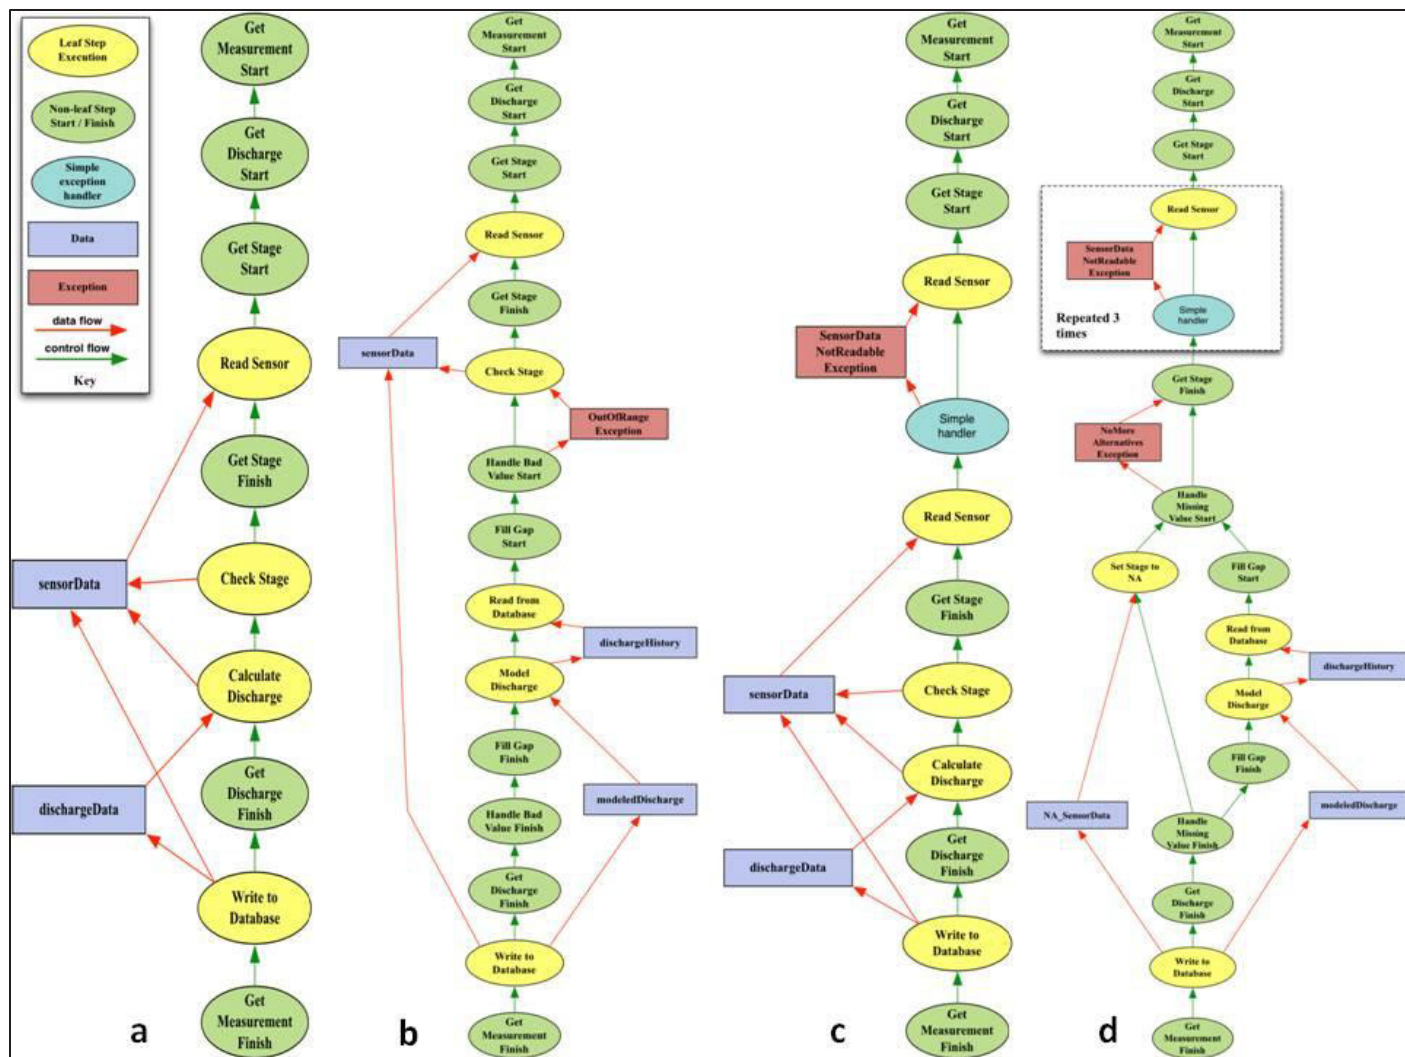 Leaf Step
Execution
Non-leaf Step
Start / Finish
Simple
exception
handler
Data
Exception
data flow
control flow
Key
Get
Measurement
Start
Get
Discharge
Start
Get Stage
Start
Read Sensor
Get Stage
Finish
sensorData
Check Stage
Calculate
Discharge
dischargeData
Get
Discharge
Finish
Write to
Database
Get
Measurement
Finish
a
Get
Measurement
Start
Get
Discharge
Start
Get Stage
Start
Read Sensor
Get Stage
Finish
sensorData
Check Stage
OutOfRange
Exception
Handle Bad
Value Start
Fill Gap
Start
Read from
Database
dischargeHistory
Model
Discharge
Fill Gap
Finish
modeledDischarge
Handle Bad
Value Finish
Get
Discharge
Finish
Write to
Database
Get
Measurement
Finish
b
Get
Measurement
Start
Get
Discharge
Start
Get Stage
Start
Read Sensor
SensorData
NotReadable
Exception
Simple
handler
Read Sensor
Get Stage
Finish
sensorData
Check Stage
Calculate
Discharge
dischargeData
Get
Discharge
Finish
Write to
Database
Get
Measurement
Finish
c
Get
Measurement
Start
Get
Discharge
Start
Get Stage
Start
Read Sensor
SensorData
NotReadable
Exception
Simple
handler
Repeated 3
times
Get Stage
Finish
NoMore
Alternatives
Exception
Handle
Missing
Value Start
Set Stage to
NA
Fill Gap
Start
Read from
Database
dischargeHistory
Model
Discharge
Fill Gap
Finish
NA_SensorData
modeledDischarge
Handle Missing
Value Finish
Get
Discharge
Finish
Write to
Database
Get
Measurement
Finish
d